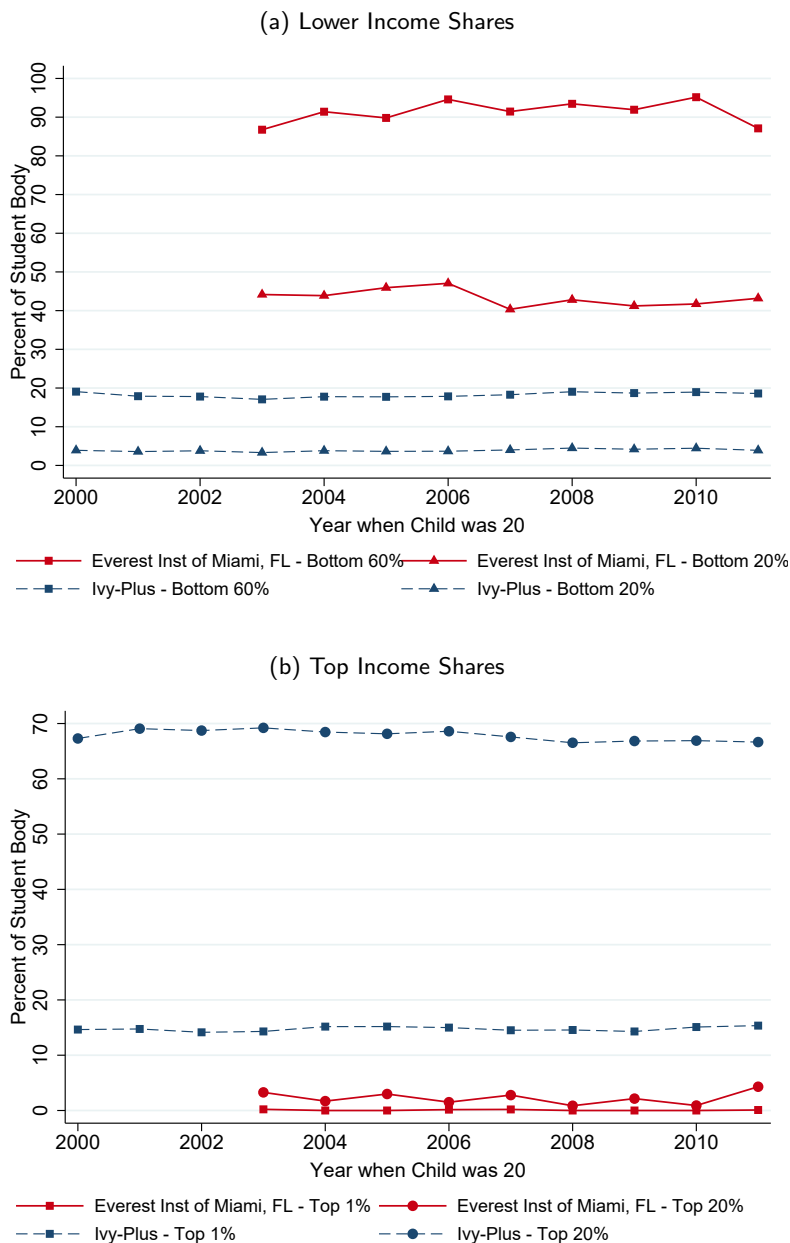 (a) Lower Income Shares
Percent of Student Body
100
90
80
70
60
50
40
30
20
10
0
2000 2002 2004 2006 2008 2010
Year when Child was 20
Everest Inst of Miami, FL - Bottom 60% Everest Inst of Miami, FL - Bottom 20%
Ivy-Plus - Bottom 60% Ivy-Plus - Bottom 20%
(b) Top Income Shares
Percent of Student Body
70
60
50
40
30
20
10
0
2000 2002 2004 2006 2008 2010
Year when Child was 20
Everest Inst of Miami, FL - Top 1% Everest Inst of Miami, FL - Top 20%
Ivy-Plus - Top 1% Ivy-Plus - Top 20%